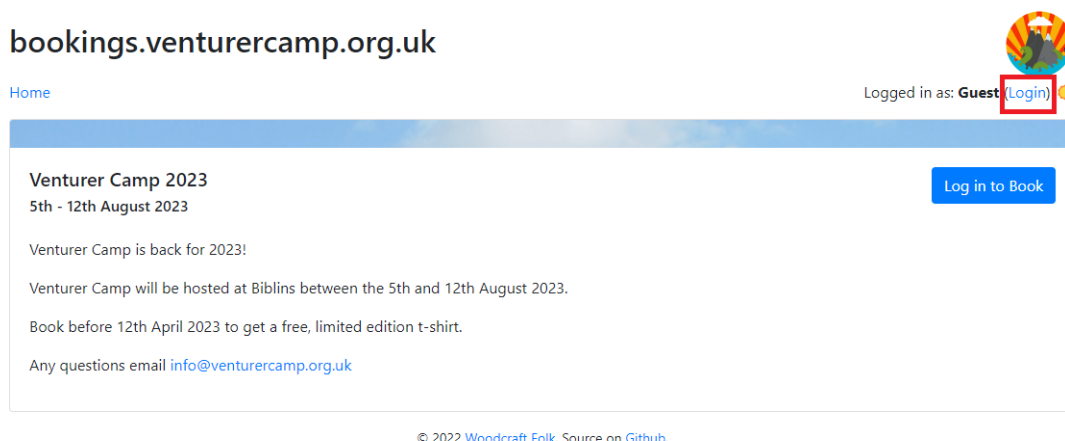 bookings.venturercamp.org.uk
Home
Logged in as: Guest (Login)
Venturer Camp 2023
Log in to Book
5th - 12th August 2023
Venturer Camp is back for 2023!
Venturer Camp will be hosted at Biblins between the 5th and 12th August 2023.
Book before 12th April 2023 to get a free, limited edition t-shirt.
Any questions email info@venturercamp.org.uk
© 2022 Woodcraft Folk. Source on Github